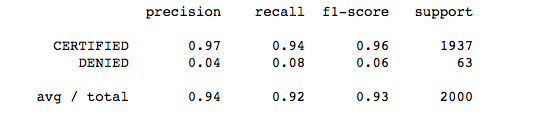 precision recall f1-score support
CERTIFIED 0.97 0.94 0.96 1937
DENIED 0.04 0.08 0.06 63
avg / total 0.94 0.92 0.93 2000